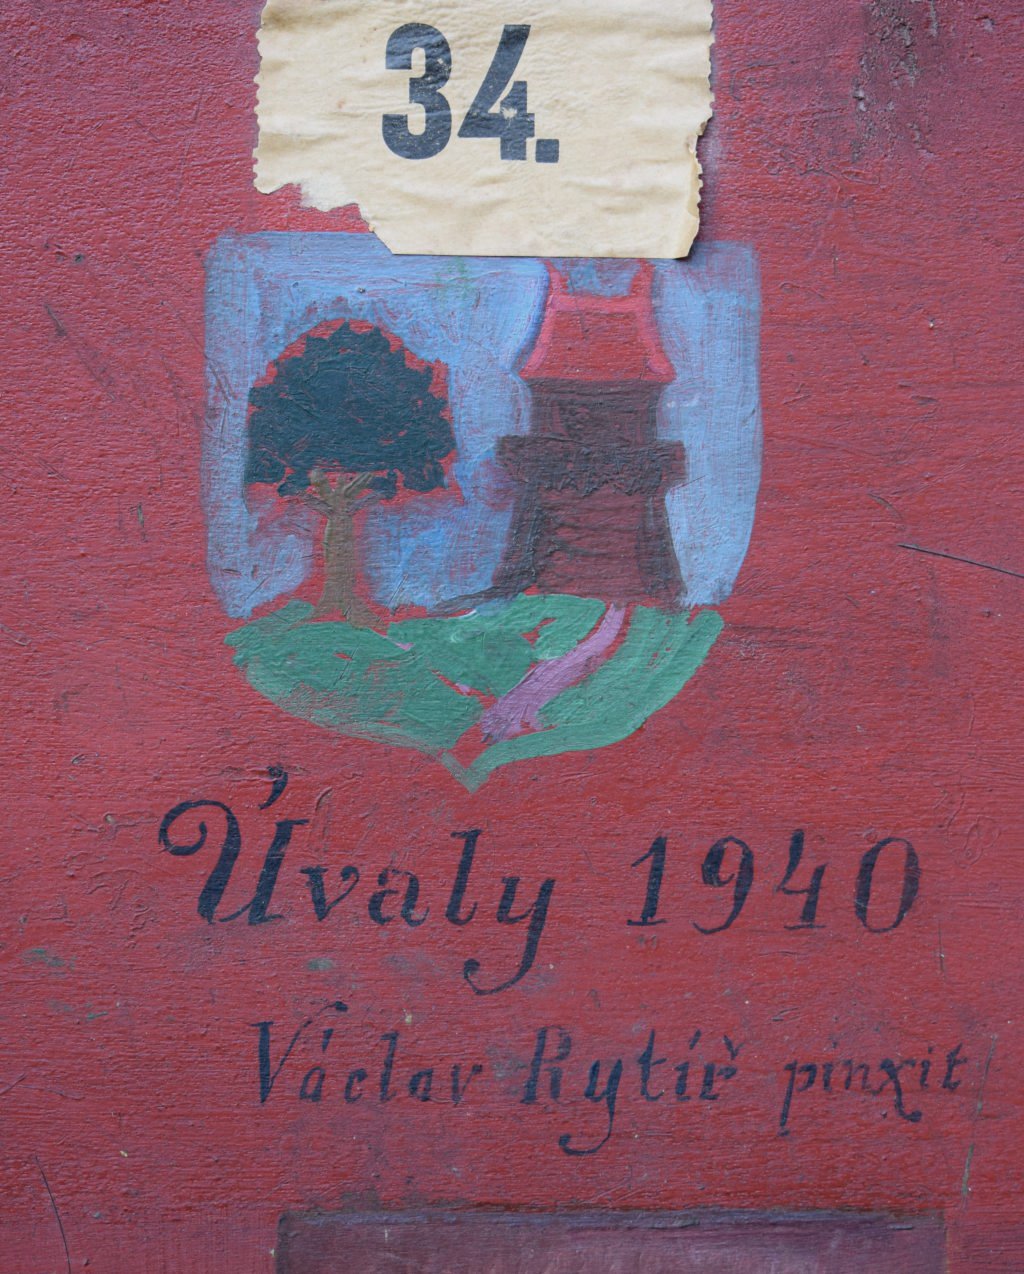 34.
Úvaly 1940
Václav Rytíř pinxit